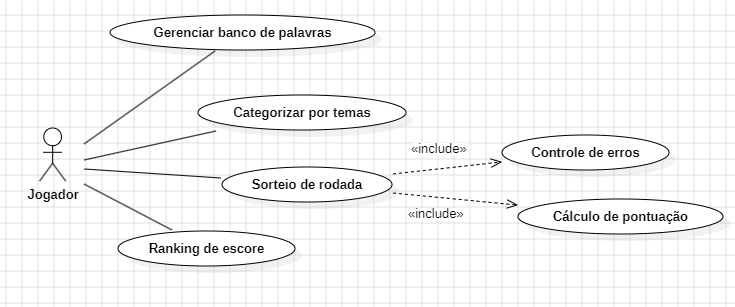 Gerenciar banco de palavras
Categorizar por temas
«include»
Controle de erros
Jogador
Sorteio de rodada
«include»
Cálculo de pontuação
Ranking de escore